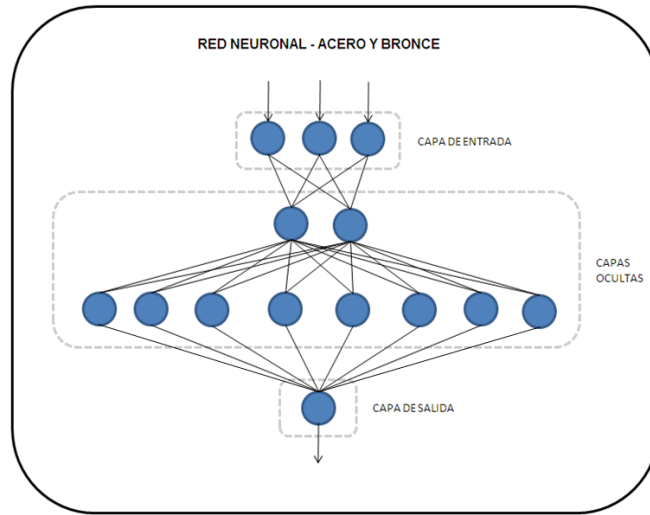 RED NEURONAL - ACERO Y BRONCE
CAPA DE ENTRADA
CAPAS
OCULTAS
CAPA DE SALIDA